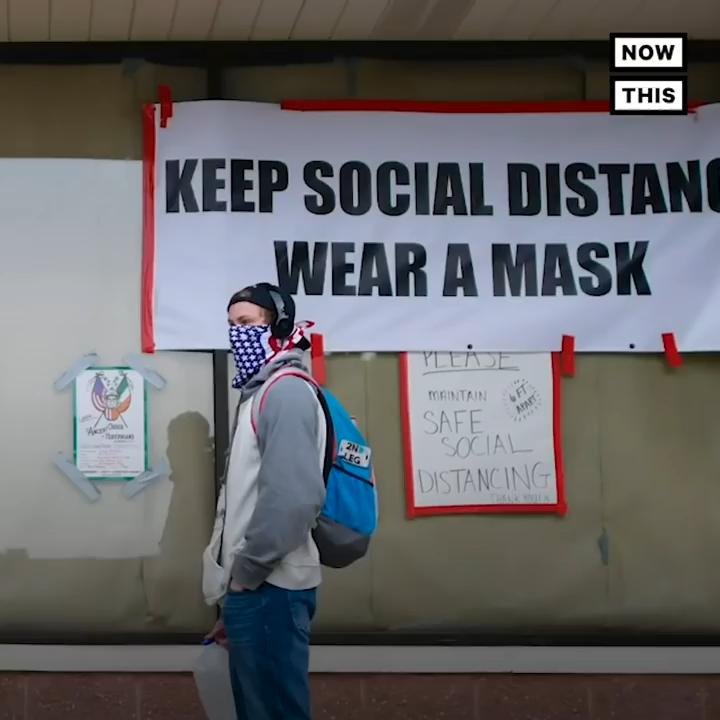 NOW
THIS
KEEP SOCIAL DISTANC
WEAR A MASK
PLEASE
MAINTAIN
6 FT
APART
SAFE
SOCIAL
DISTANCING
2ND
LEG